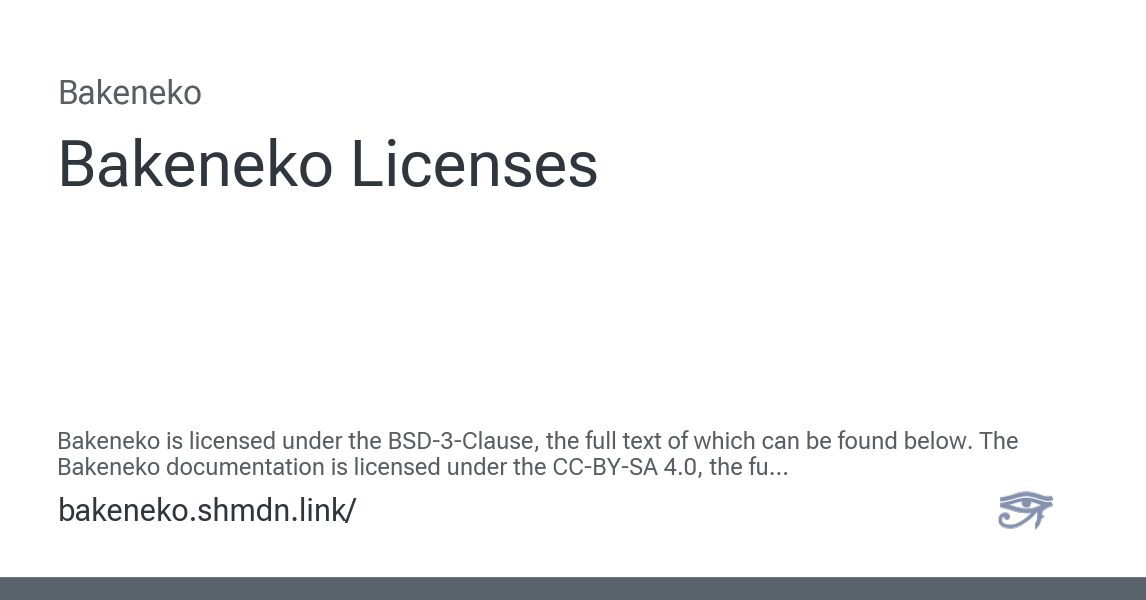 Bakeneko
Bakeneko Licenses
Bakeneko is licensed under the BSD-3-Clause, the full text of which can be found below. The
Bakeneko documentation is licensed under the CC-BY-SA 4.0, the fu...
bakeneko.shmdn.link/